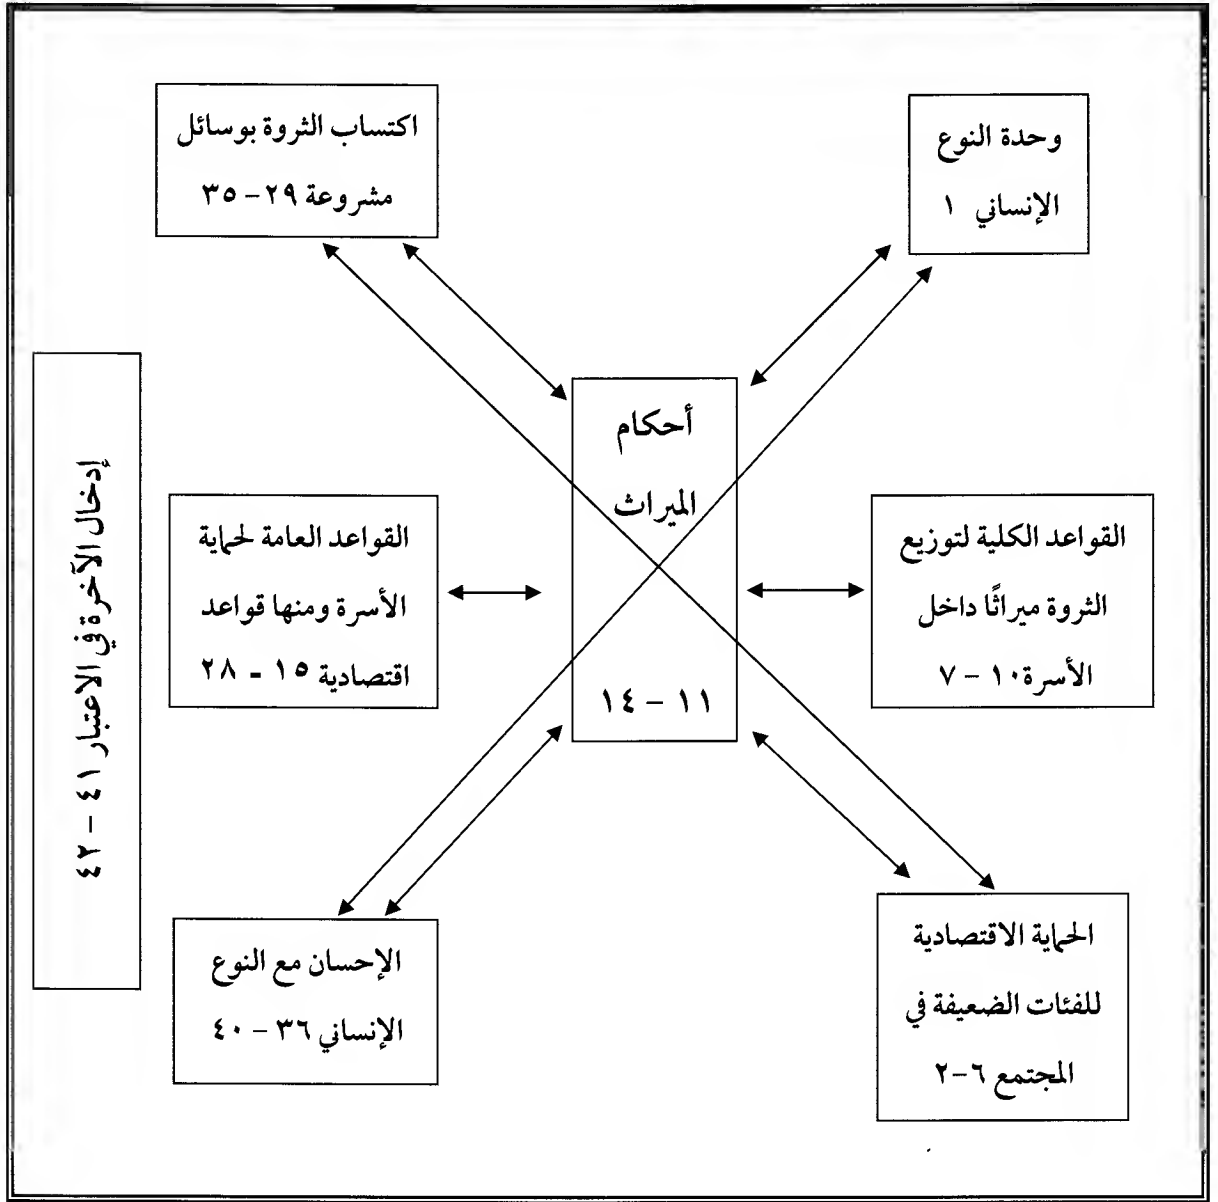 وحدة النوع
الإنساني ١
اكتساب الثروة بوسائل
مشروعة ٢٩ – ٣٥
أحكام
الميراث
١١ – ١٤
القواعد الكلية لتوزيع
الثروة ميراثًا داخل
الأسرة١٠ – ٧
القواعد العامة لحماية
الأسرة ومنها قواعد
اقتصادية ١٥ - ٢٨
إدخال الآخرة في الاعتبار ٤١ – ٤٢
الحماية الاقتصادية
للفئات الضعيفة في
المجتمع ٦-٢
الإحسان مع النوع
الإنساني ٣٦ – ٤٠